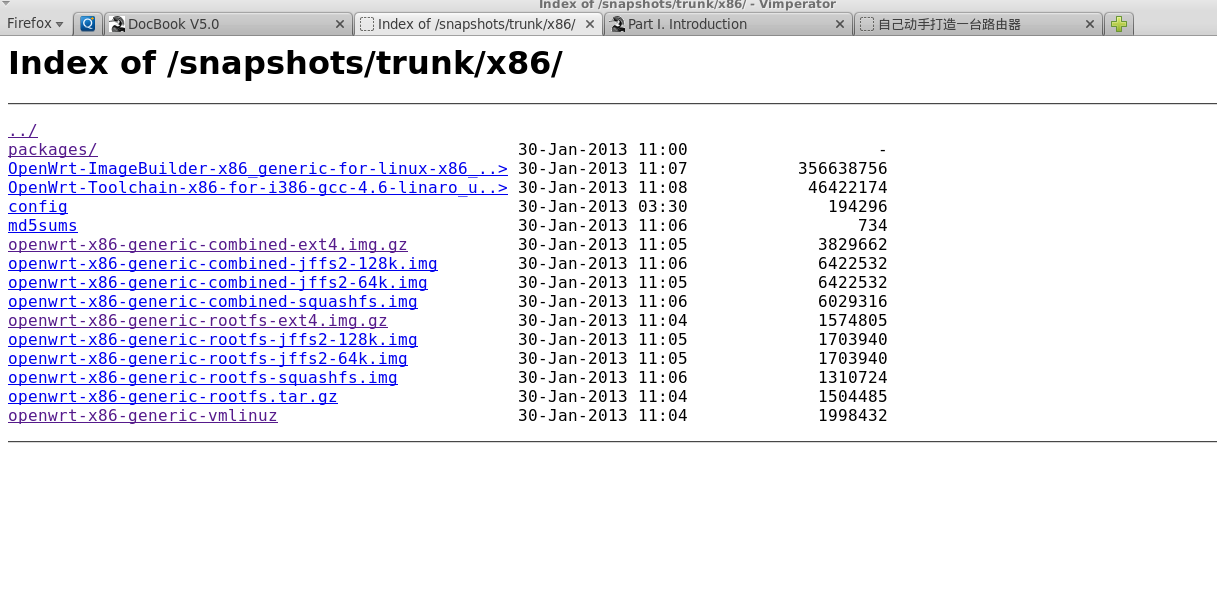 Index of /snapshots/trunk/x86/ - Vimperator
Firefox DocBook V5.0 Index of /snapshots/trunk/x86/ Part I. Introduction 自己动手打造一台路由器
Index of /snapshots/trunk/x86/
../
packages/ 30-Jan-2013 11:00 -
OpenWrt-ImageBuilder-x86_generic-for-linux-x86_..> 30-Jan-2013 11:07 356638756
OpenWrt-Toolchain-x86-for-i386-gcc-4.6-linaro_u..> 30-Jan-2013 11:08 46422174
config 30-Jan-2013 03:30 194296
md5sums 30-Jan-2013 11:06 734
openwrt-x86-generic-combined-ext4.img.gz 30-Jan-2013 11:05 3829662
openwrt-x86-generic-combined-jffs2-128k.img 30-Jan-2013 11:06 6422532
openwrt-x86-generic-combined-jffs2-64k.img 30-Jan-2013 11:05 6422532
openwrt-x86-generic-combined-squashfs.img 30-Jan-2013 11:06 6029316
openwrt-x86-generic-rootfs-ext4.img.gz 30-Jan-2013 11:04 1574805
openwrt-x86-generic-rootfs-jffs2-128k.img 30-Jan-2013 11:05 1703940
openwrt-x86-generic-rootfs-jffs2-64k.img 30-Jan-2013 11:05 1703940
openwrt-x86-generic-rootfs-squashfs.img 30-Jan-2013 11:06 1310724
openwrt-x86-generic-rootfs.tar.gz 30-Jan-2013 11:04 1504485
openwrt-x86-generic-vmlinuz 30-Jan-2013 11:04 1998432